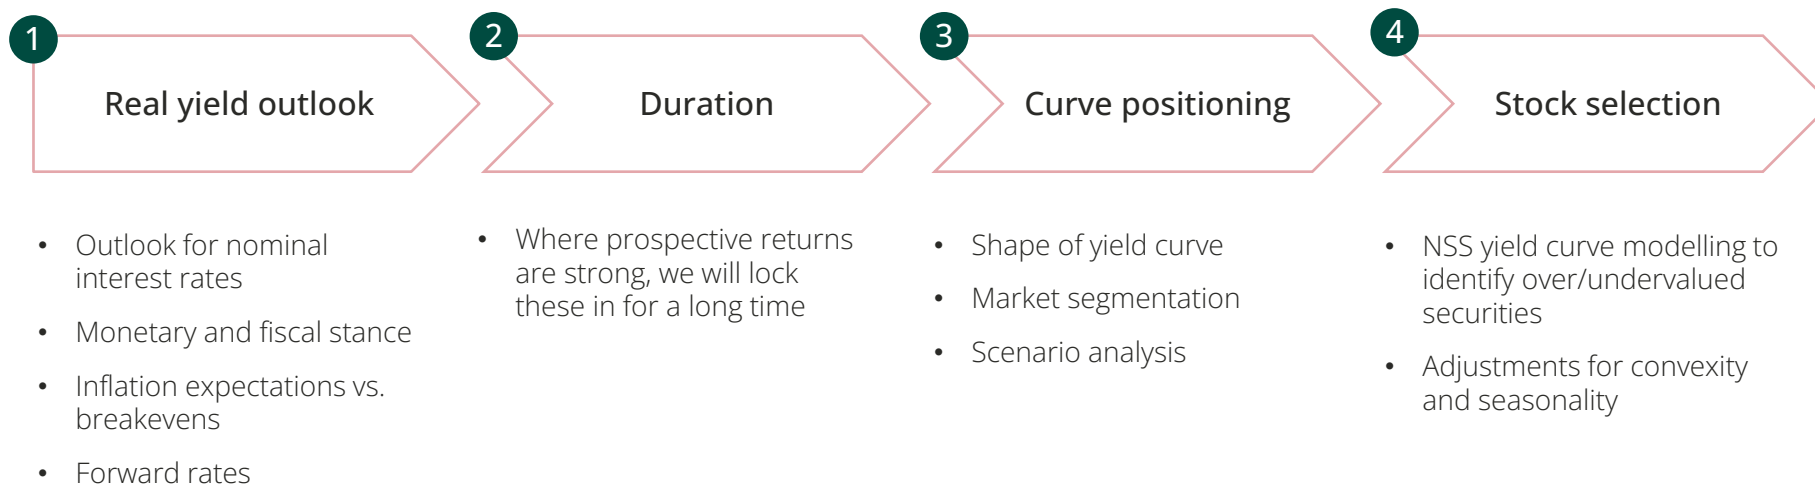 1
Real yield outlook
• Outlook for nominal
interest rates
• Monetary and fiscal stance
• Inflation expectations vs.
breakevens
• Forward rates
2
Duration
• Where prospective returns
are strong, we will lock
these in for a long time
3
Curve positioning
• Shape of yield curve
• Market segmentation
• Scenario analysis
4
Stock selection
• NSS yield curve modelling to
identify over/undervalued
securities
• Adjustments for convexity
and seasonality